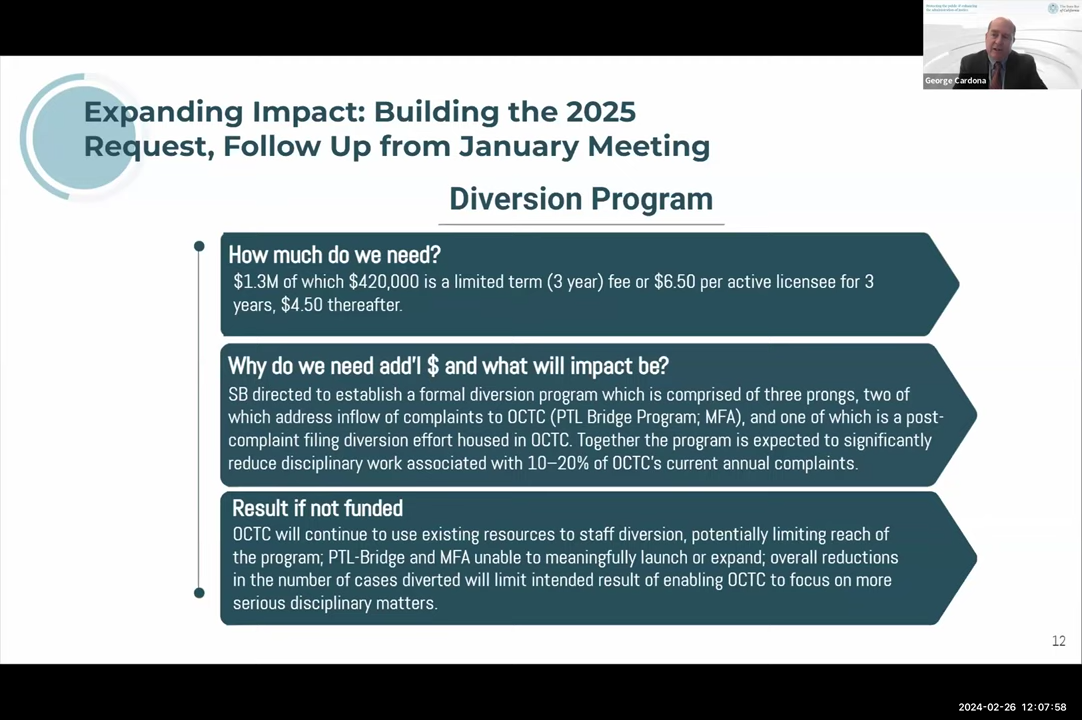 The State Bar
of California
George Cardona
Expanding Impact: Building the 2025
Request, Follow Up from January Meeting
Diversion Program
How much do we need?
$1.3M of which $420,000 is a limited term (3 year) fee or $6.50 per active licensee for 3
years, $4.50 thereafter.
Why do we need add'l $ and what will impact be?
SB directed to establish a formal diversion program which is comprised of three prongs, two of
which address inflow of complaints to OCTC (PTL Bridge Program; MFA), and one of which is a post-
complaint filing diversion effort housed in OCTC. Together the program is expected to significantly
reduce disciplinary work associated with 10–20% of OCTC's current annual complaints.
Result if not funded
OCTC will continue to use existing resources to staff diversion, potentially limiting reach of
the program; PTL-Bridge and MFA unable to meaningfully launch or expand; overall reductions
in the number of cases diverted will limit intended result of enabling OCTC to focus on more
serious disciplinary matters.
12
2024-02-26 12:07:58